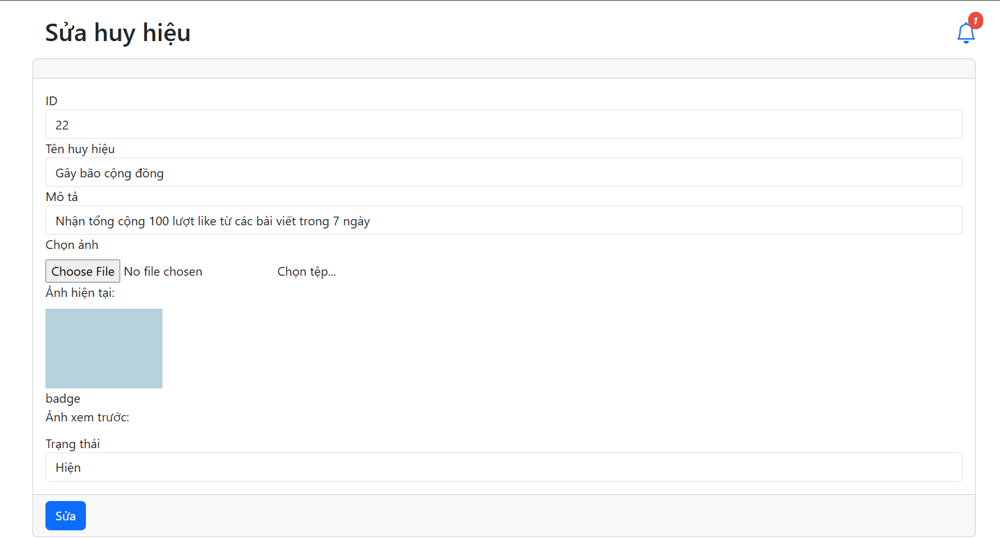 Sửa huy hiệu
1
ID
22
Tên huy hiệu
Gây bão cộng đồng
Mô tả
Nhận tổng cộng 100 lượt like từ các bài viết trong 7 ngày
Chọn ảnh
Choose File No file chosen Chọn tệp...
Ảnh hiện tại:
badge
Ảnh xem trước:
Trạng thái
Hiện
Sửa